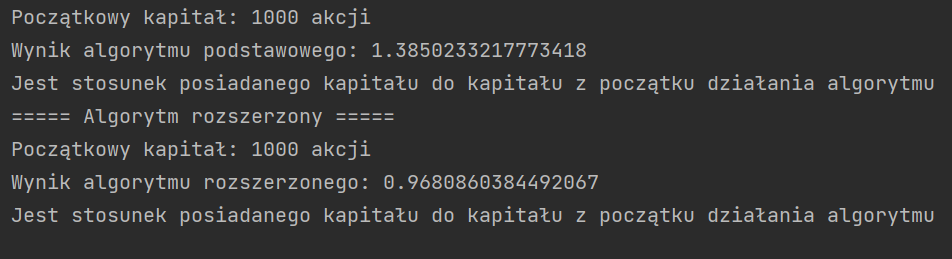 Początkowy kapitał: 1000 akcji
Wynik algorytmu podstawowego: 1.3850233217773418
Jest stosunek posiadanego kapitału do kapitału z początku działania algorytmu
===== Algorytm rozszerzony =====
Początkowy kapitał: 1000 akcji
Wynik algorytmu rozszerzonego: 0.9680860384492067
Jest stosunek posiadanego kapitału do kapitału z początku działania algorytmu